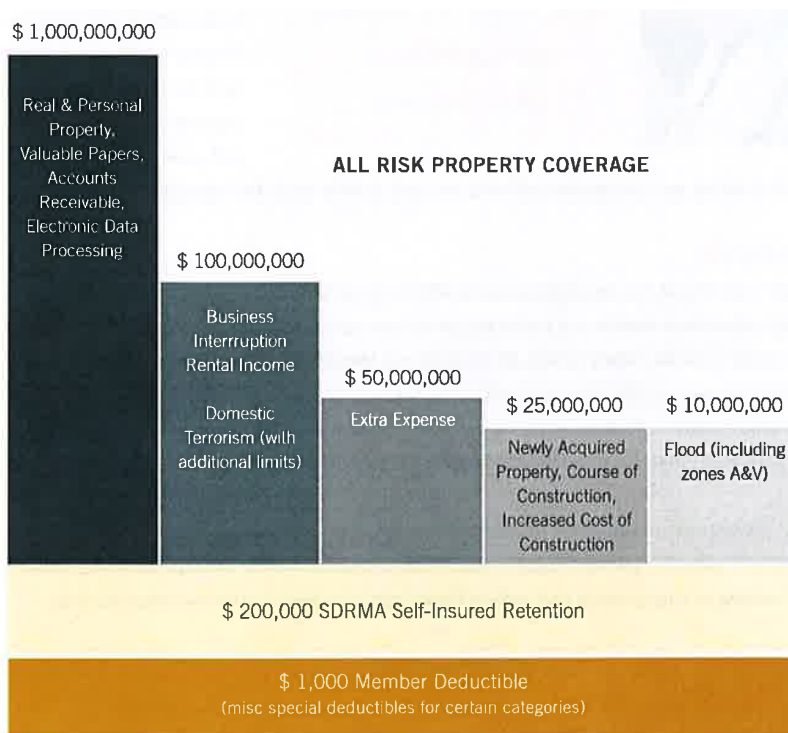 $ 1,000,000,000
Real & Personal
Property,
Valuable Papers,
Accounts
Receivable,
Electronic Data
Processing
ALL RISK PROPERTY COVERAGE
$ 100,000,000
Business
Interrruption
Rental Income
Domestic
Terrorism (with
additional limits)
$ 50,000,000
Extra Expense
$ 25,000,000
Newly Acquired
Property, Course of
Construction,
Increased Cost of
Construction
$ 10,000,000
Flood (including
zones A&V)
$ 200,000 SDRMA Self-Insured Retention
$ 1,000 Member Deductible
(misc special deductibles for certain categories)